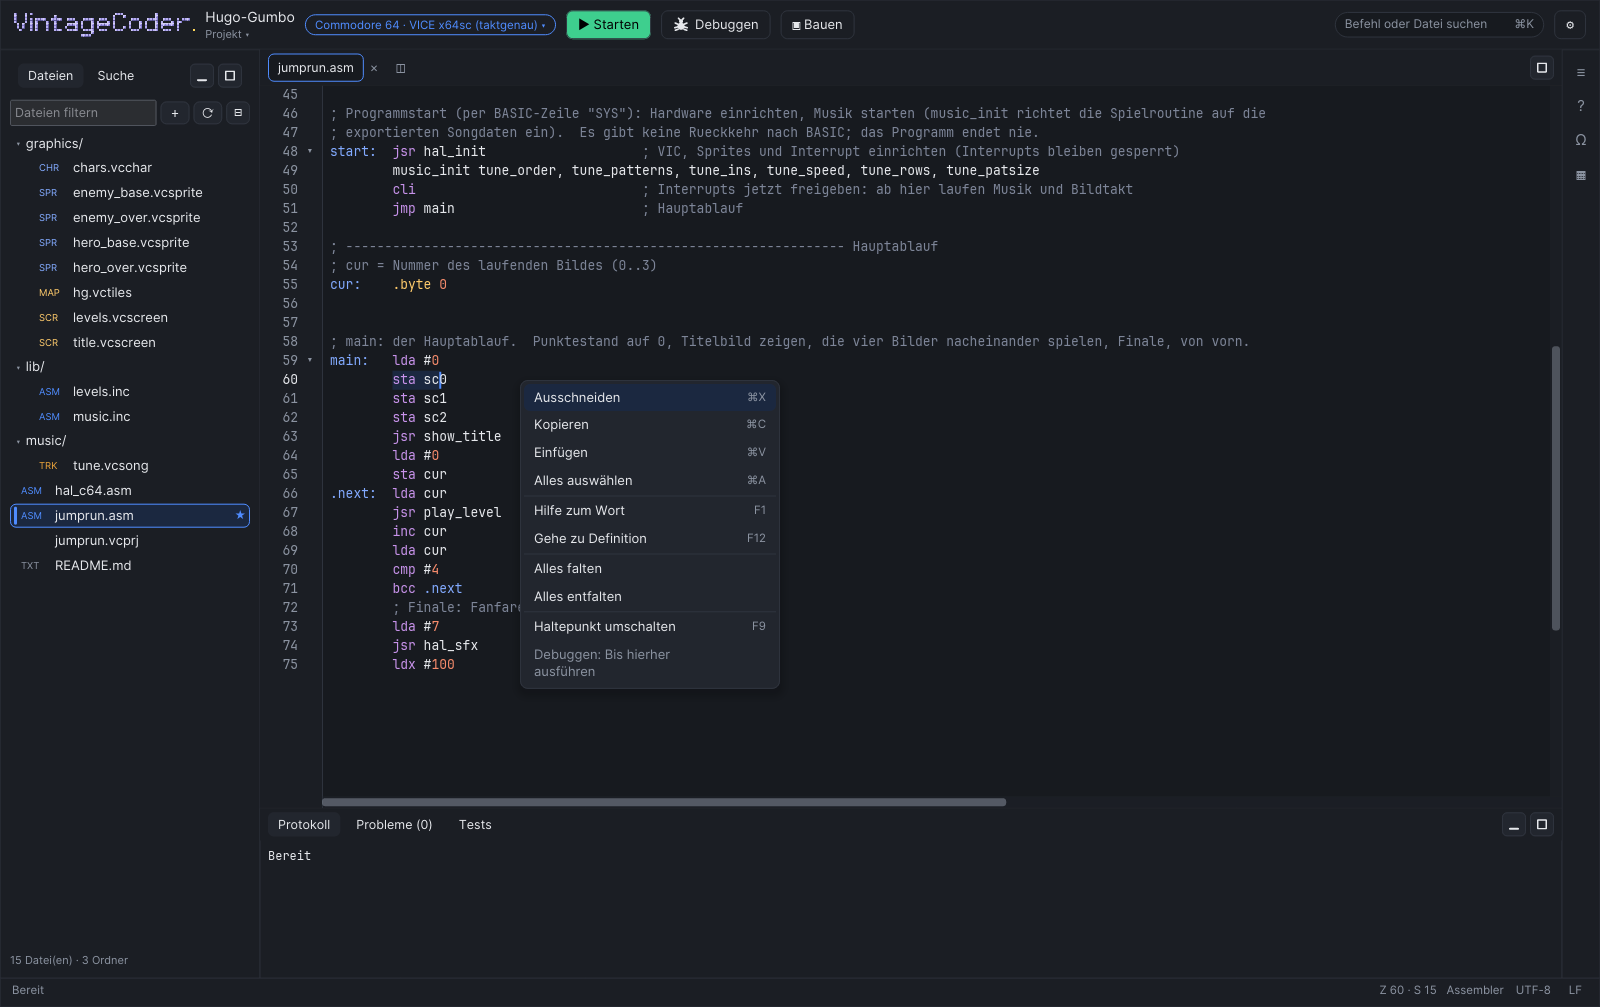 VintageCoder.
Hugo-Gumbo
Projekt
Commodore 64 · VICE x64sc (taktgenau)
Starten
Debuggen
Bauen
Befehl oder Datei suchen ⌘K
Dateien
Suche
Dateien filtern
+
graphics/
CHR chars.vcchar
SPR enemy_base.vcsprite
SPR enemy_over.vcsprite
SPR hero_base.vcsprite
SPR hero_over.vcsprite
MAP hg.vctiles
SCR levels.vcscreen
SCR title.vcscreen
lib/
ASM levels.inc
ASM music.inc
music/
TRK tune.vcsong
ASM hal_c64.asm
ASM jumprun.asm ★
jumprun.vcprj
TXT README.md
15 Datei(en) · 3 Ordner
jumprun.asm ×
45
46 ; Programmstart (per BASIC-Zeile "SYS"): Hardware einrichten, Musik starten (music_init richtet die Spielroutine auf die
47 ; exportierten Songdaten ein).  Es gibt keine Rueckkehr nach BASIC; das Programm endet nie.
48 start:  jsr hal_init                    ; VIC, Sprites und Interrupt einrichten (Interrupts bleiben gesperrt)
49         music_init tune_order, tune_patterns, tune_ins, tune_speed, tune_rows, tune_patsize
50         cli                             ; Interrupts jetzt freigeben: ab hier laufen Musik und Bildtakt
51         jmp main                        ; Hauptablauf
52
53 ; ---------------------------------------------------------------- Hauptablauf
54 ; cur = Nummer des laufenden Bildes (0..3)
55 cur:    .byte 0
56
57
58 ; main: der Hauptablauf.  Punktestand auf 0, Titelbild zeigen, die vier Bilder nacheinander spielen, Finale, von vorn.
59 main:   lda #0
60         sta sc0
61         sta sc1
62         sta sc2
63         jsr show_title
64         lda #0
65         sta cur
66 .next:  lda cur
67         jsr play_level
68         inc cur
69         lda cur
70         cmp #4
71         bcc .next
72         ; Finale: Fanfare
73         lda #7
74         jsr hal_sfx
75         ldx #100
Ausschneiden ⌘X
Kopieren ⌘C
Einfügen ⌘V
Alles auswählen ⌘A
Hilfe zum Wort F1
Gehe zu Definition F12
Alles falten
Alles entfalten
Haltepunkt umschalten F9
Debuggen: Bis hierher
ausführen
≡
?
Ω
Protokoll
Probleme (0)
Tests
Bereit
Bereit
Z 60 · S 15 Assembler UTF-8 LF